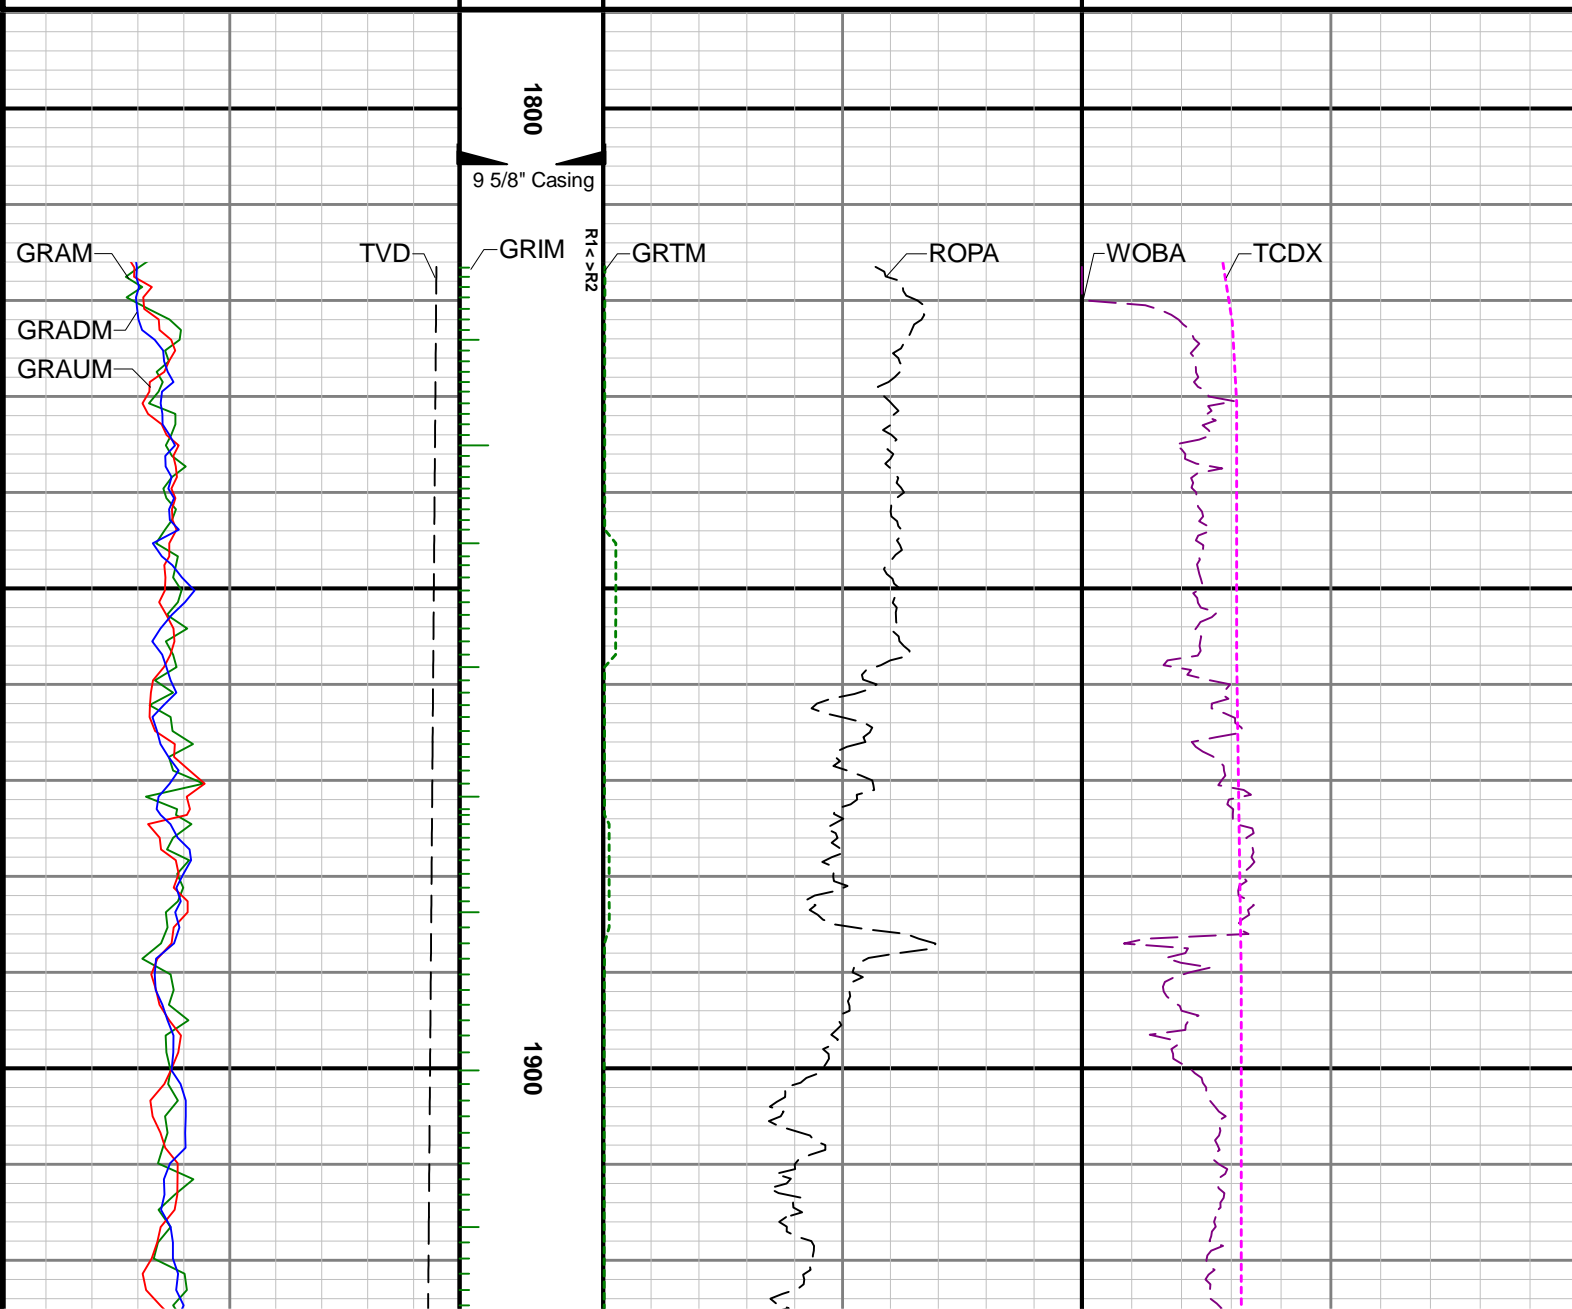 1800
9 5/8" Casing
R1< >R2
GRAM
TVD
GRIM
GRTM
ROPA
WOBA
TCDX
GRADM
GRAUM
1900